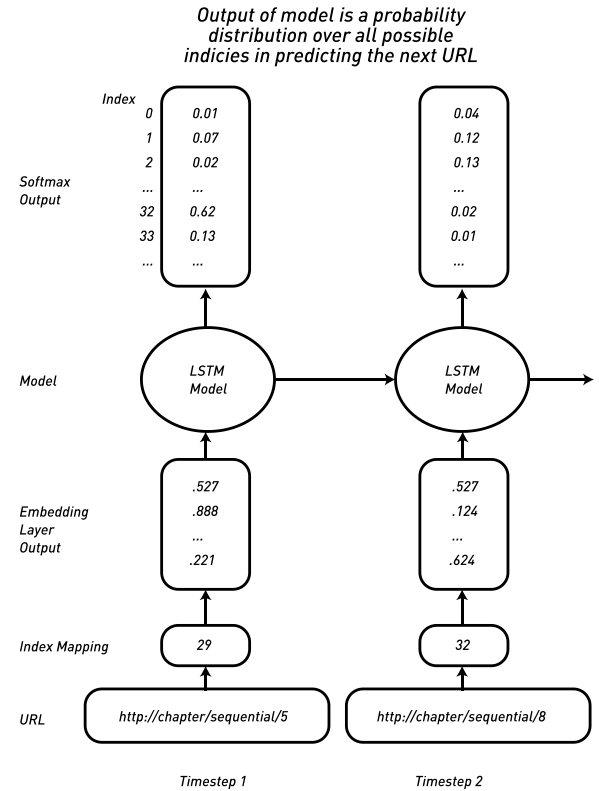 Output of model is a probability
distribution over all possible
indicies in predicting the next URL
Index
0 0.01 0.04
1 0.07 0.12
2 0.02 0.13
Softmax
Output
... ... ...
32 0.62 0.02
33 0.13 0.01
... ... ...
Model
LSTM
Model
LSTM
Model
Embedding
Layer
Output
.527 .527
.888 .124
... ...
.221 .624
Index Mapping 29 32
URL http://chapter/sequential/5 http://chapter/sequential/8
Timestep 1 Timestep 2